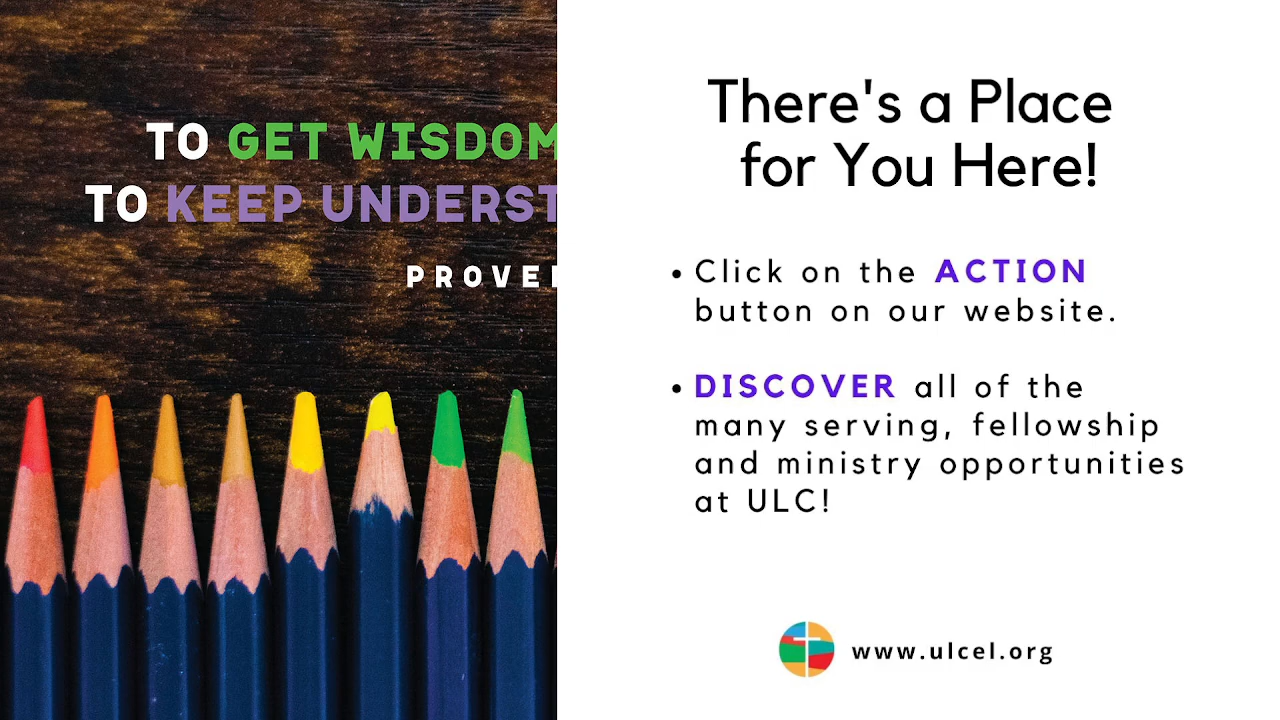 TO GET WISDOM
TO KEEP
PROVE
There's a Place
for You Here!
• Click on the ACTION
button on our website.
• DISCOVER all of the
many serving, fellowship
and ministry opportunities
at ULC!
www.ulcel.org